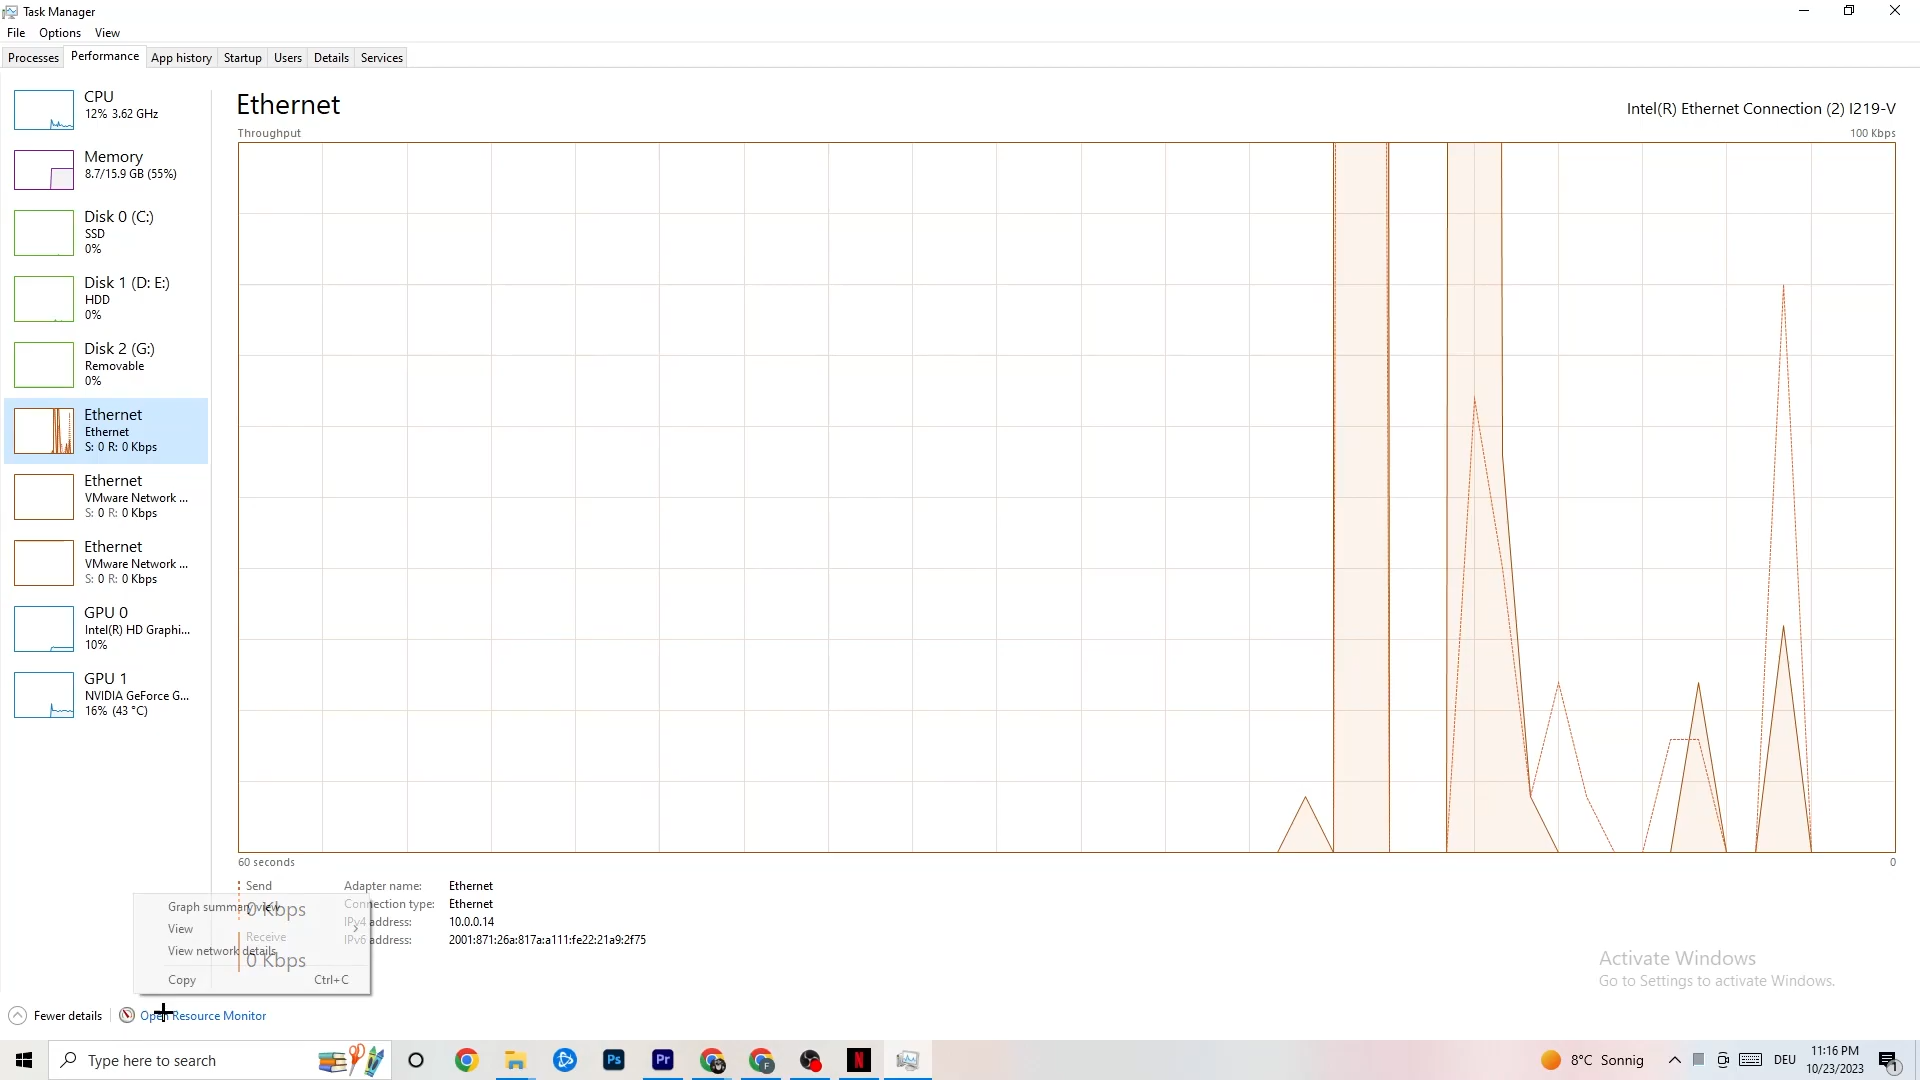 Task Manager
File Options View
Processes Performance App history Startup Users Details Services
CPU
12% 3.62 GHz
Memory
8.7/15.9 GB (55%)
Disk 0 (C:)
SSD
0%
Disk 1 (D: E:)
HDD
0%
Disk 2 (G:)
Removable
0%
Ethernet
Ethernet
S: 0 R: 0 Kbps
Ethernet
VMware Network ...
S: 0 R: 0 Kbps
Ethernet
VMware Network ...
S: 0 R: 0 Kbps
GPU 0
Intel(R) HD Graphi...
10%
GPU 1
NVIDIA GeForce G...
16% (43 °C)
Ethernet
Intel(R) Ethernet Connection (2) I219-V
Throughput
100 Kbps
60 seconds
0
Send
0 Kbps
Receive
0 Kbps
Adapter name: Ethernet
Connection type: Ethernet
IPv4 address: 10.0.0.14
IPv6 address: 2001:871:26a:817a:a111:fe22:21a9:2f75
Graph summary view
View
View network details
Copy Ctrl+C
Activate Windows
Go to Settings to activate Windows.
Fewer details
Open Resource Monitor
Type here to search
Ps
Pr
F
N
8°C Sonnig
DEU
11:16 PM
10/23/2023
1